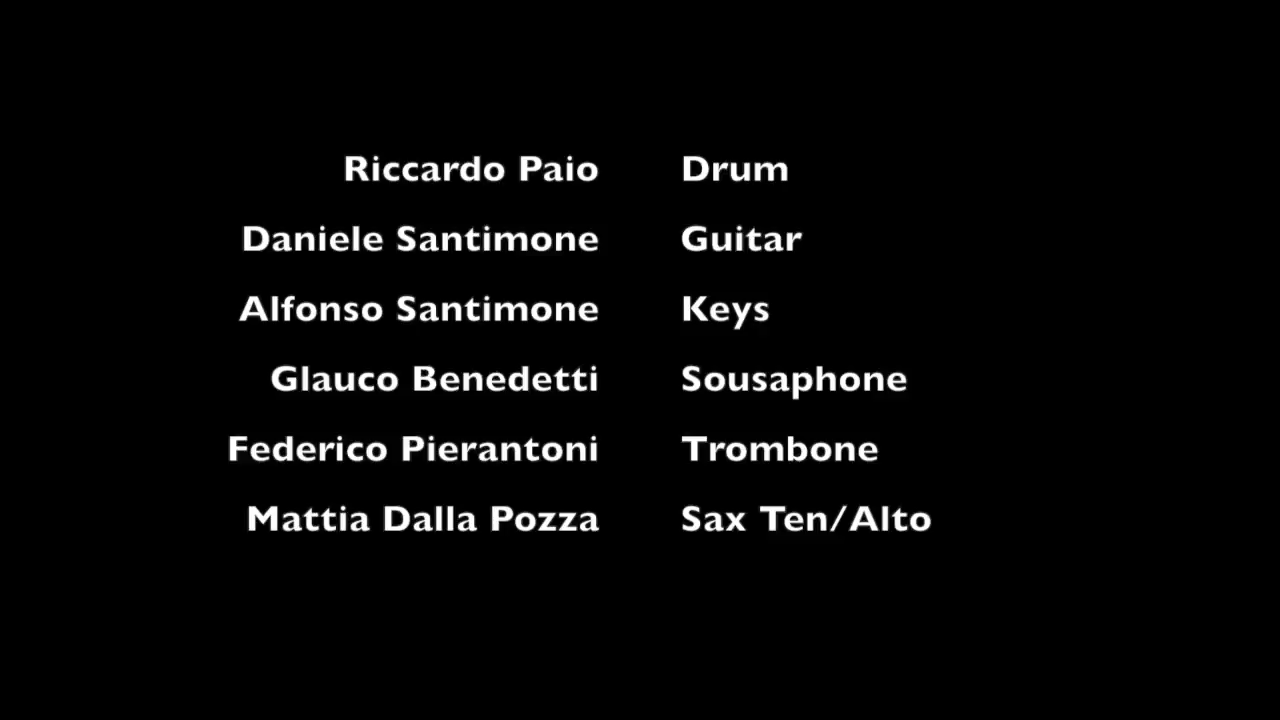 Riccardo Paio Drum
Daniele Santimone Guitar
Alfonso Santimone Keys
Glauco Benedetti Sousaphone
Federico Pierantoni Trombone
Mattia Dalla Pozza Sax Ten/Alto